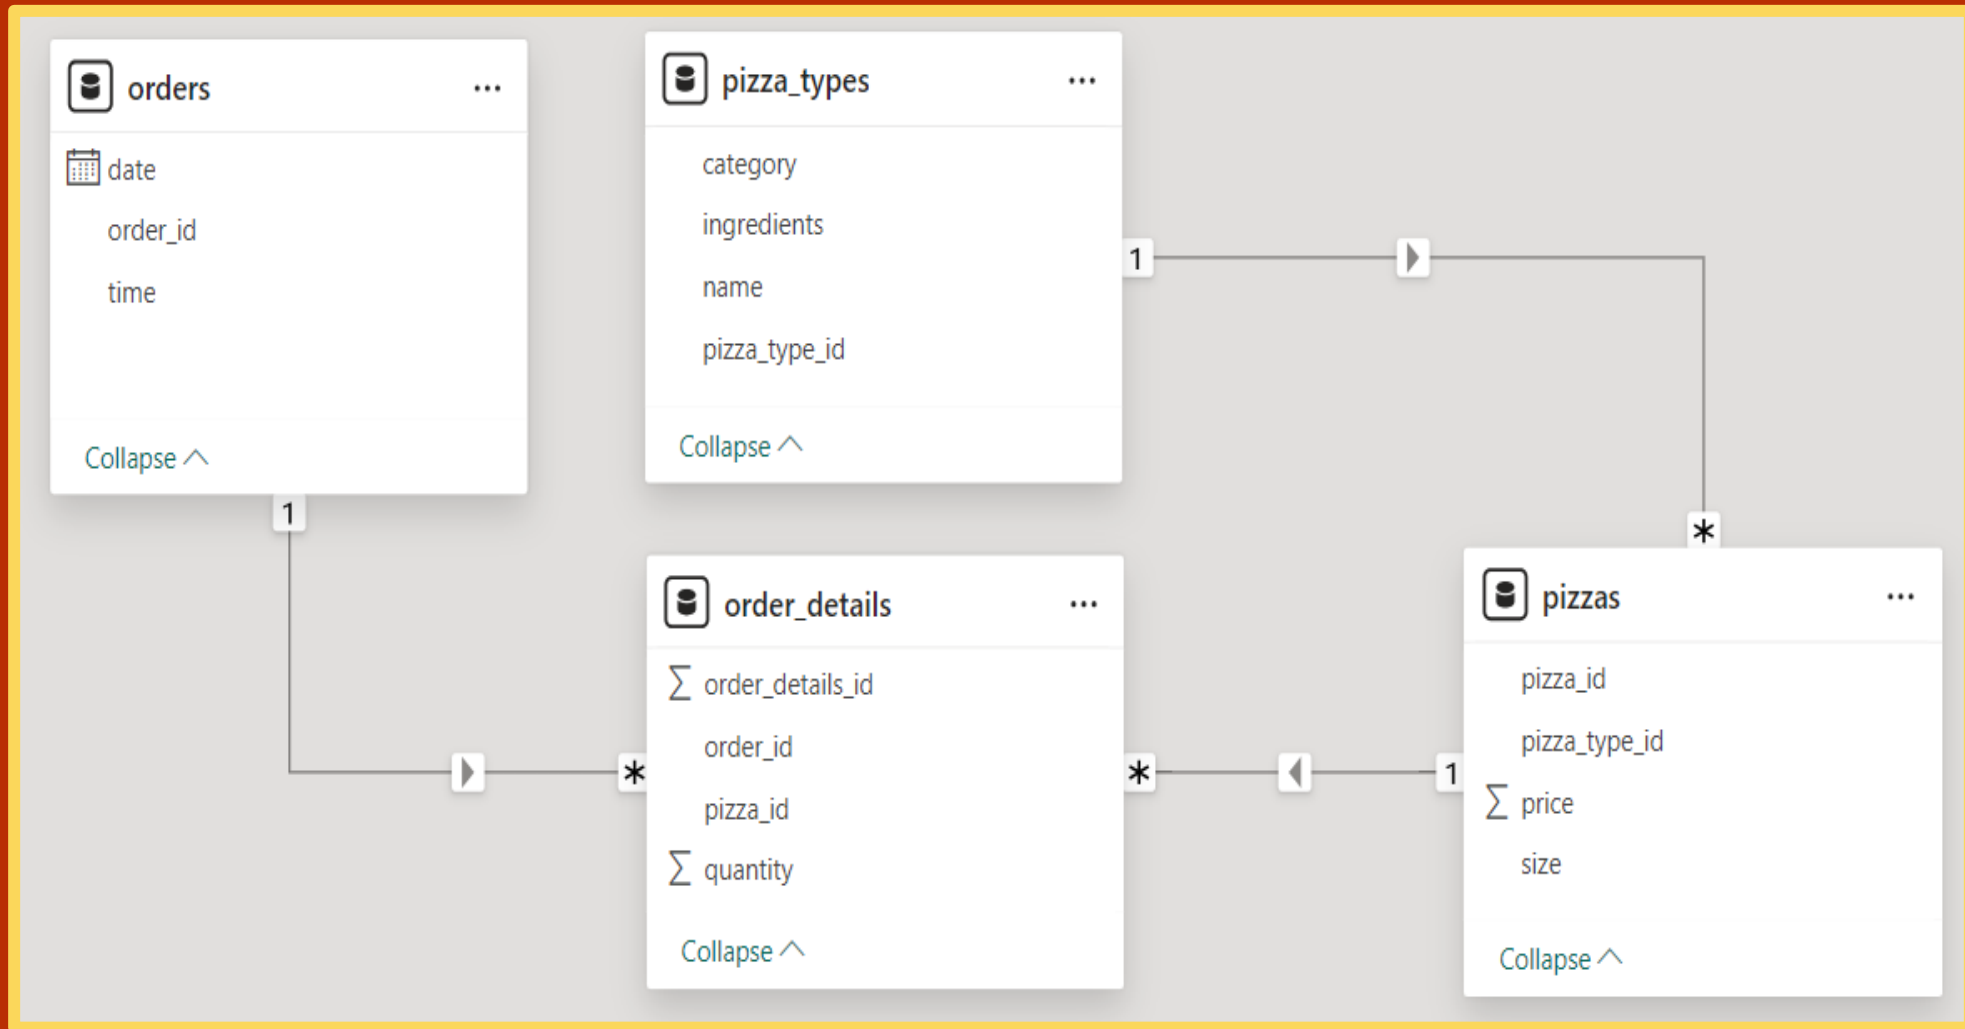 orders
date
order_id
time
Collapse
1
pizza_types
category
ingredients
name
pizza_type_id
Collapse
1
*
order_details
∑ order_details_id
order_id
pizza_id
∑ quantity
Collapse
*
*
1
pizzas
pizza_id
pizza_type_id
∑ price
size
Collapse